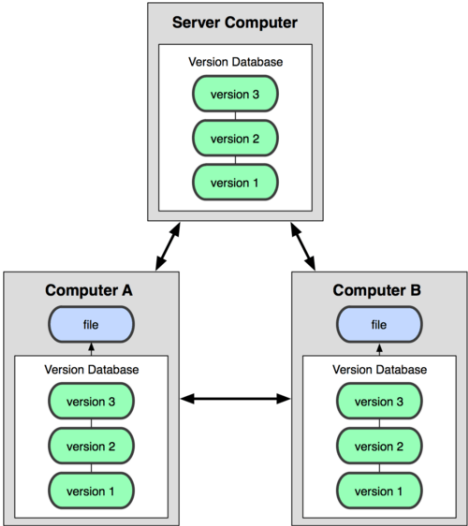 Server Computer
Version Database
version 3
version 2
version 1
Computer A
file
Version Database
version 3
version 2
version 1
Computer B
file
Version Database
version 3
version 2
version 1